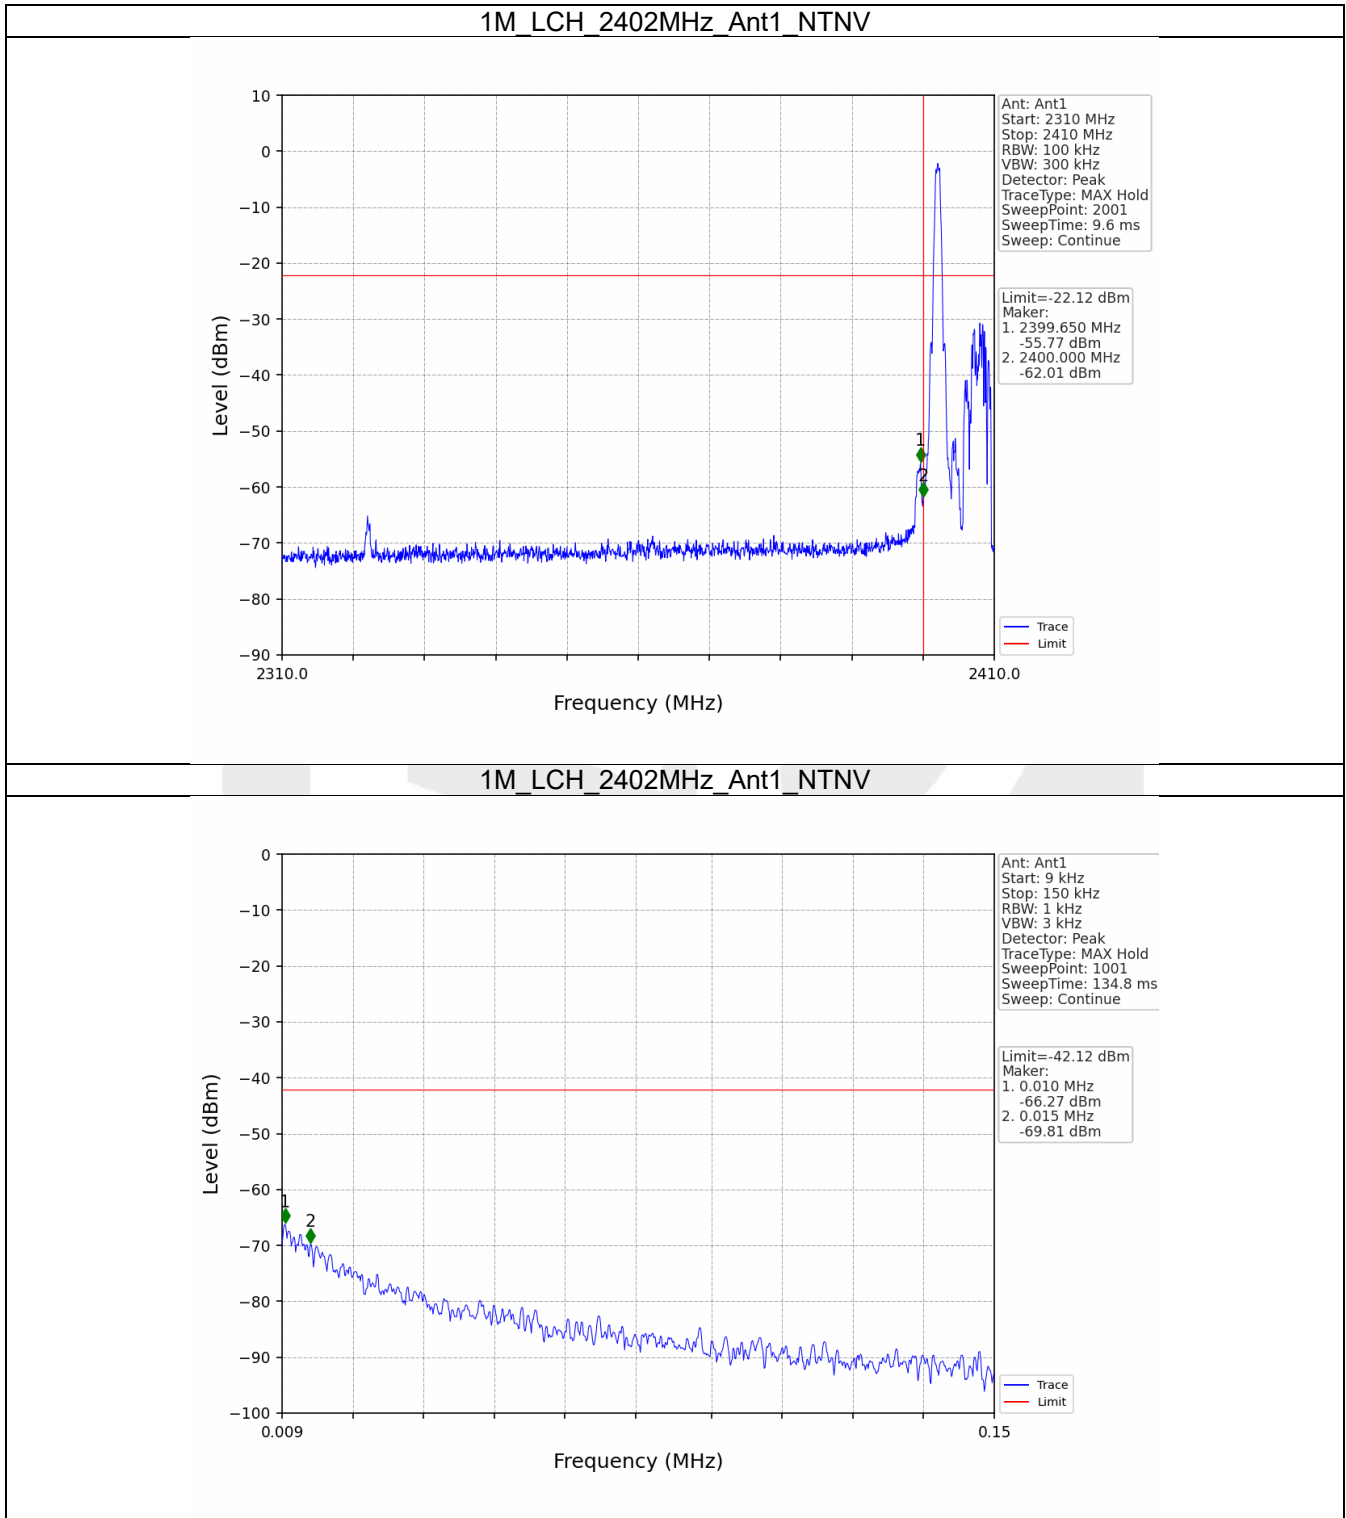 1M_LCH_2402MHz_Ant1_NTNV
10
0
−10
−20
−30
−40
−50
−60
−70
−80
−90
Level (dBm)
1
2
2310.0
2410.0
Frequency (MHz)
Ant: Ant1
Start: 2310 MHz
Stop: 2410 MHz
RBW: 100 kHz
VBW: 300 kHz
Detector: Peak
TraceType: MAX Hold
SweepPoint: 2001
SweepTime: 9.6 ms
Sweep: Continue
Limit=-22.12 dBm
Maker:
1. 2399.650 MHz
-55.77 dBm
2. 2400.000 MHz
-62.01 dBm
Trace
Limit
1M_LCH_2402MHz_Ant1_NTNV
0
−10
−20
−30
−40
−50
−60
−70
−80
−90
−100
Level (dBm)
1
2
0.009
0.15
Frequency (MHz)
Ant: Ant1
Start: 9 kHz
Stop: 150 kHz
RBW: 1 kHz
VBW: 3 kHz
Detector: Peak
TraceType: MAX Hold
SweepPoint: 1001
SweepTime: 134.8 ms
Sweep: Continue
Limit=-42.12 dBm
Maker:
1. 0.010 MHz
-66.27 dBm
2. 0.015 MHz
-69.81 dBm
Trace
Limit